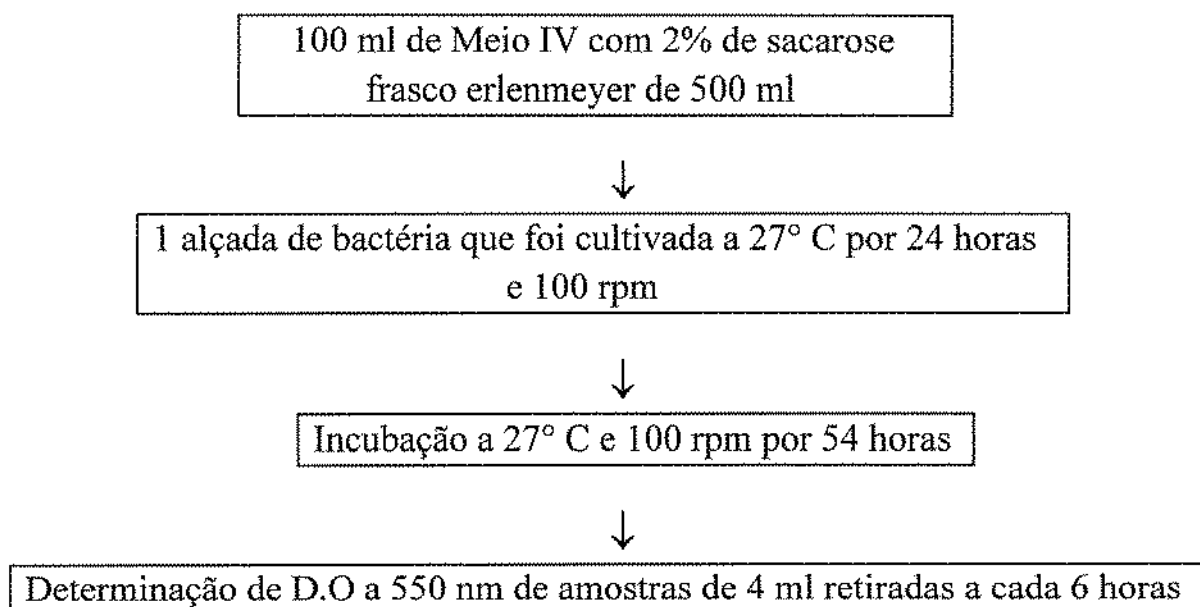 100 ml de Meio IV com 2% de sacarose
frasco erlenmeyer de 500 ml
↓
1 alçada de bactéria que foi cultivada a 27° C por 24 horas
e 100 rpm
↓
Incubação a 27° C e 100 rpm por 54 horas
↓
Determinação de D.O a 550 nm de amostras de 4 ml retiradas a cada 6 horas